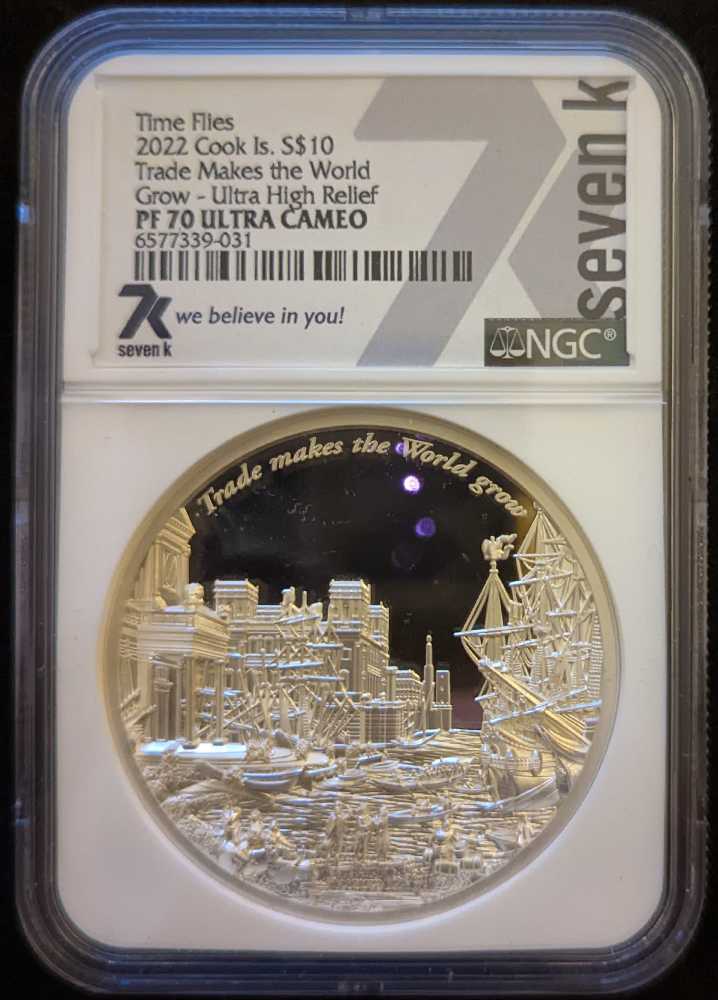 Time Flies
2022 Cook Is. S$10
Trade Makes the World
Grow - Ultra High Relief
PF 70 ULTRA CAMEO
6577339-031
7k
seven k
we believe in you!
7k
seven k
NGC®
Trade makes the World grow